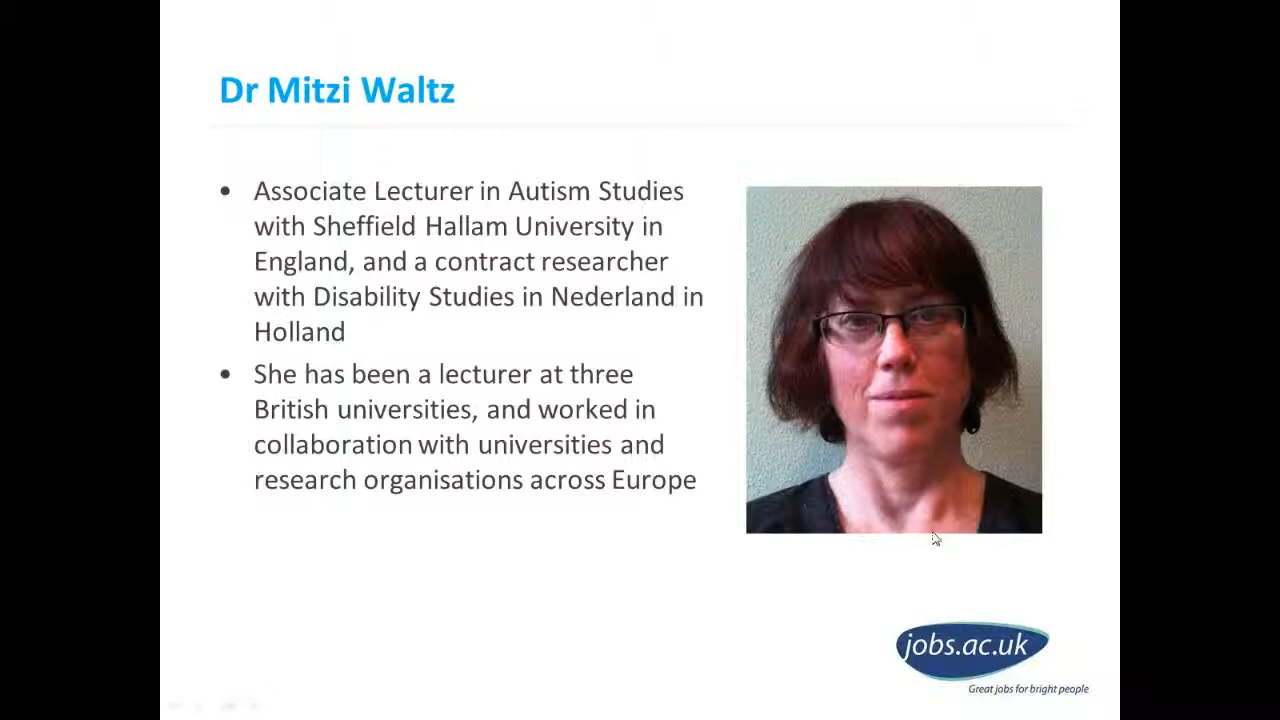 Dr Mitzi Waltz
• Associate Lecturer in Autism Studies
with Sheffield Hallam University in
England, and a contract researcher
with Disability Studies in Nederland in
Holland
• She has been a lecturer at three
British universities, and worked in
collaboration with universities and
research organisations across Europe
jobs.ac.uk
Great jobs for bright people